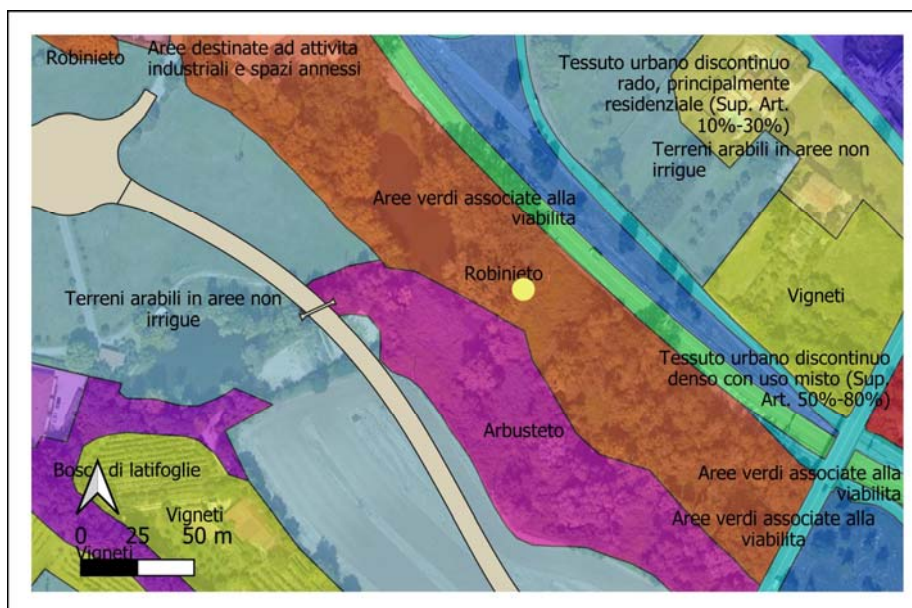 Robinieto
Aree destinate ad attivita
industriali e spazi annessi
Tessuto urbano discontinuo
rado, principalmente
residenziale (Sup. Art.
10%-30%)
Terreni arabili in aree non
irrigue
Aree verdi associate alla
viabilita
Robinieto
Vigneti
Terreni arabili in aree non
irrigue
Tessuto urbano discontinuo
denso con uso misto (Sup.
Art. 50%-80%)
Arbusteto
Bosco di latifoglie
Aree verdi associate alla
viabilita
Vigneti
Aree verdi associate alla
viabilita
0 25 50 m
Vigneti